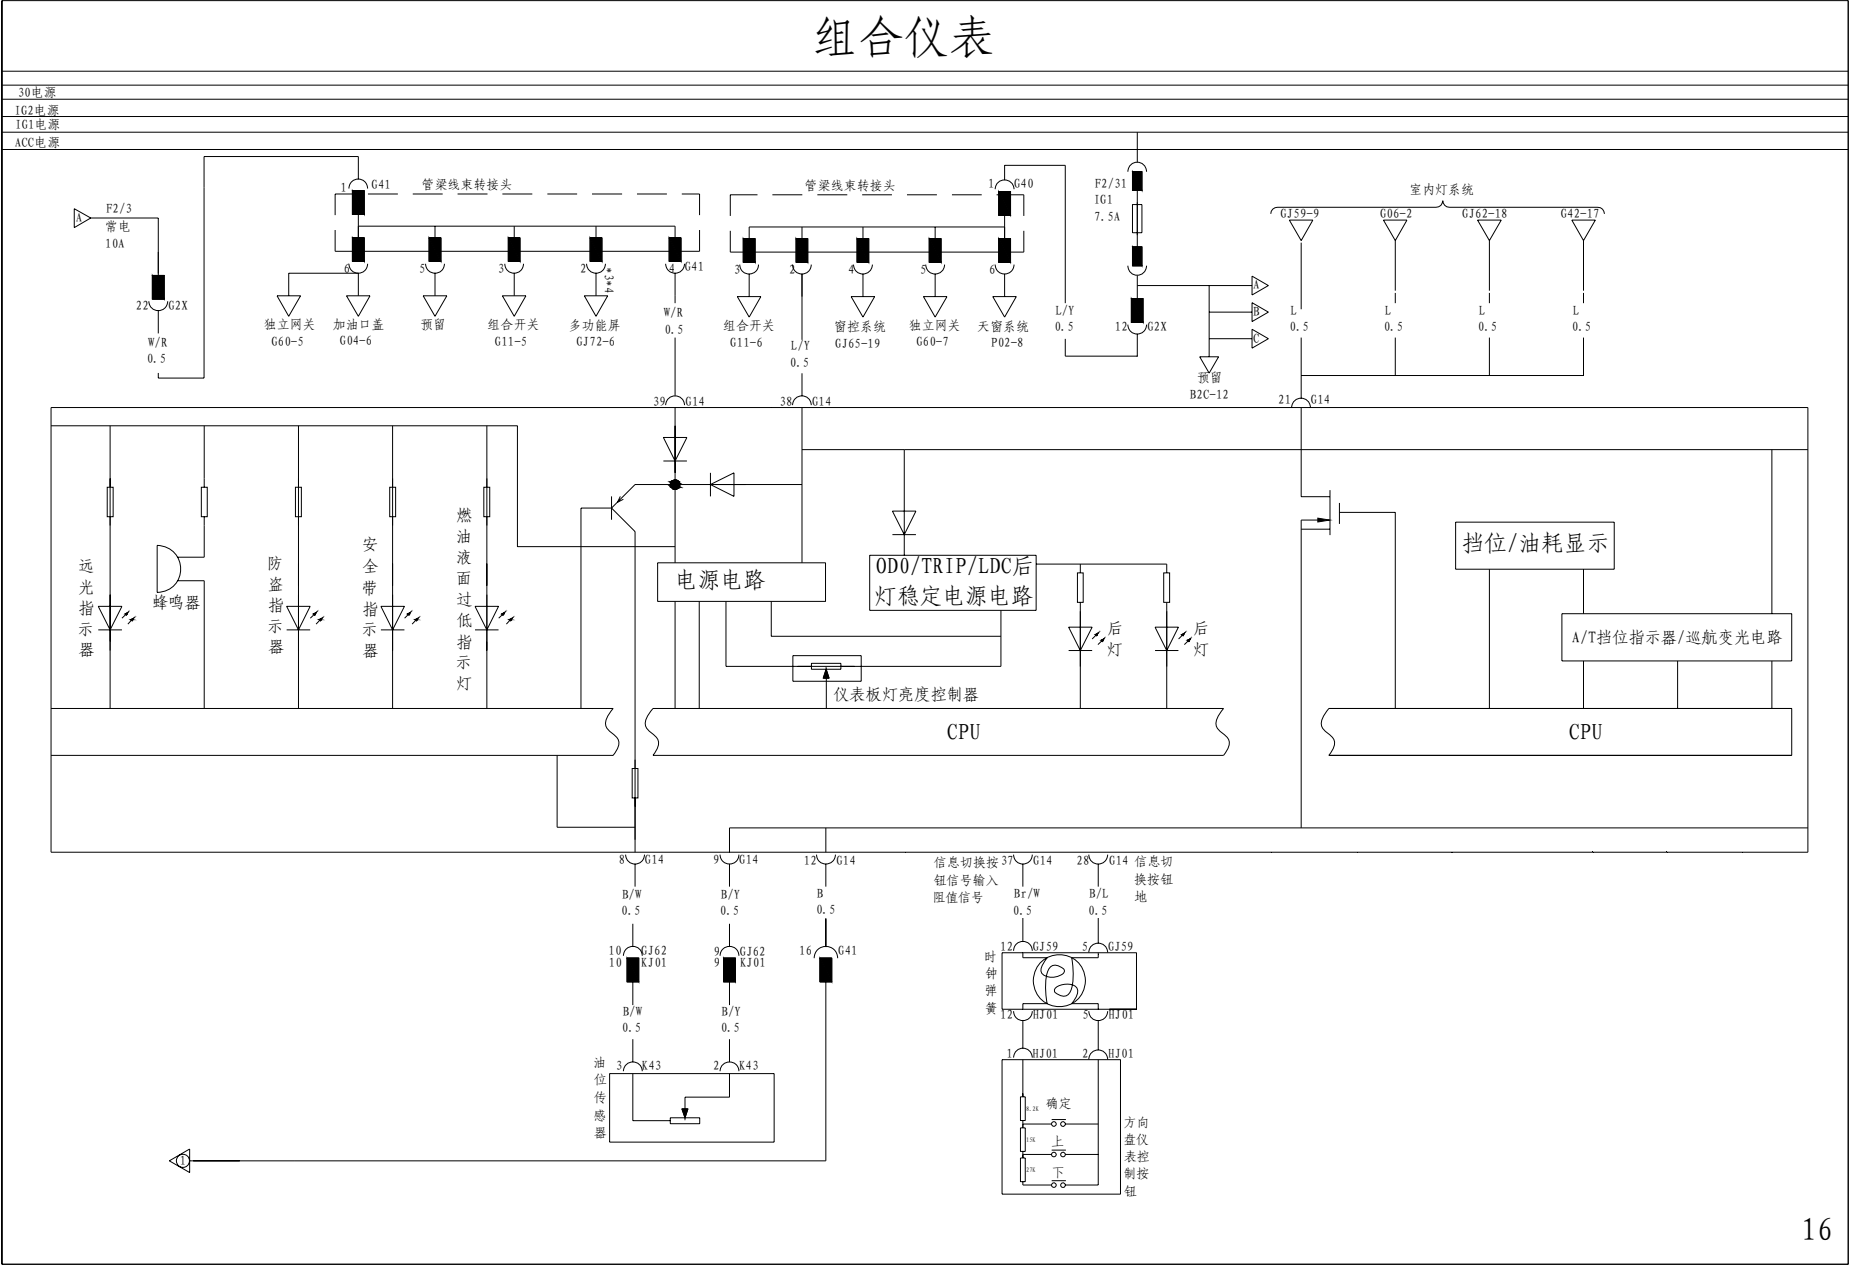 组合仪表
30电源
IG2电源
IG1电源
ACC电源
A
F2/3
常电
10A
22 G2X
W/R
0.5
1 G41
管梁线束转接头
6
5
3
2
*3*4
4 G41
独立网关
G60-5
加油口盖
G04-6
预留
组合开关
G11-5
多功能屏
GJ72-6
W/R
0.5
管梁线束转接头
1 G40
3
2
4
5
6
组合开关
G11-6
L/Y
0.5
窗控系统
GJ65-19
独立网关
G60-7
天窗系统
P02-8
L/Y
0.5
F2/31
IG1
7.5A
12 G2X
A
B
C
预留
B2C-12
室内灯系统
GJ59-9
G06-2
GJ62-18
G42-17
L
0.5
L
0.5
L
0.5
L
0.5
39 G14
38 G14
21 G14
远光指示器
蜂鸣器
防盗指示器
安全带指示器
燃油液面过低指示灯
电源电路
ODO/TRIP/LDC后
灯稳定电源电路
后灯
后灯
仪表板灯亮度控制器
挡位/油耗显示
A/T挡位指示器/巡航变光电路
CPU
CPU
8 G14
9 G14
12 G14
B/W
0.5
B/Y
0.5
B
0.5
10 GJ62
10 KJ01
9 GJ62
9 KJ01
16 G41
B/W
0.5
B/Y
0.5
3 K43
2 K43
油位传感器
1
信息切换按
钮信号输入
阻值信号
37 G14
28 G14
信息切
换按钮
地
Br/W
0.5
B/L
0.5
12 GJ59
5 GJ59
时钟弹簧
12 HJ01
5 HJ01
1 HJ01
2 HJ01
8.2K
确定
15K
上
27K
下
方向
盘仪
表控
制按
钮
16